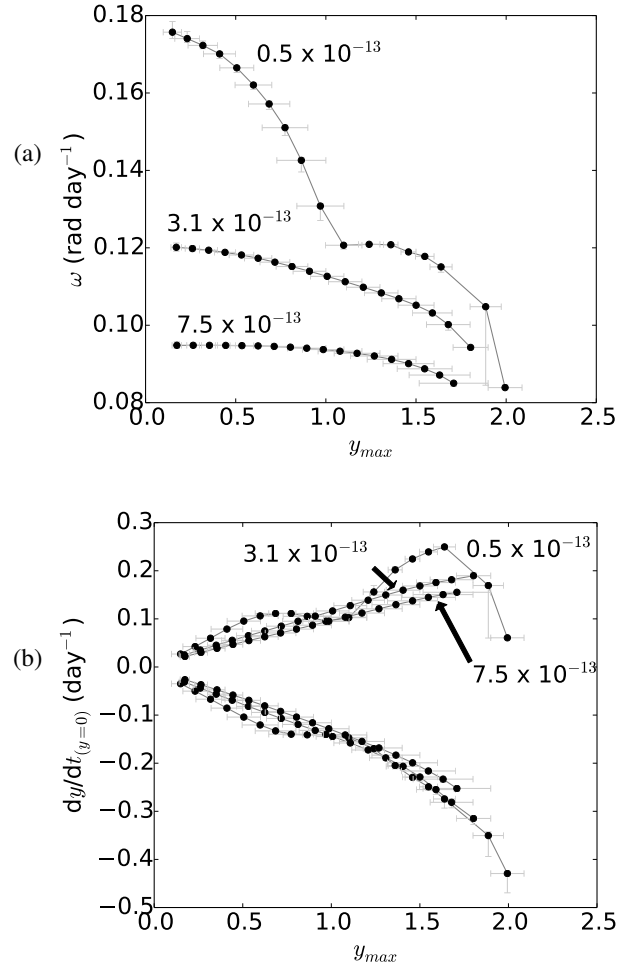 (a)
ω (rad day⁻¹)
0.18
0.16
0.14
0.12
0.10
0.08
0.5 x 10⁻¹³
3.1 x 10⁻¹³
7.5 x 10⁻¹³
0.0 0.5 1.0 1.5 2.0 2.5
y_max
(b)
dy/dt_(y=0) (day⁻¹)
0.3
0.2
0.1
0.0
−0.1
−0.2
−0.3
−0.4
−0.5
3.1 x 10⁻¹³
0.5 x 10⁻¹³
7.5 x 10⁻¹³
0.0 0.5 1.0 1.5 2.0 2.5
y_max